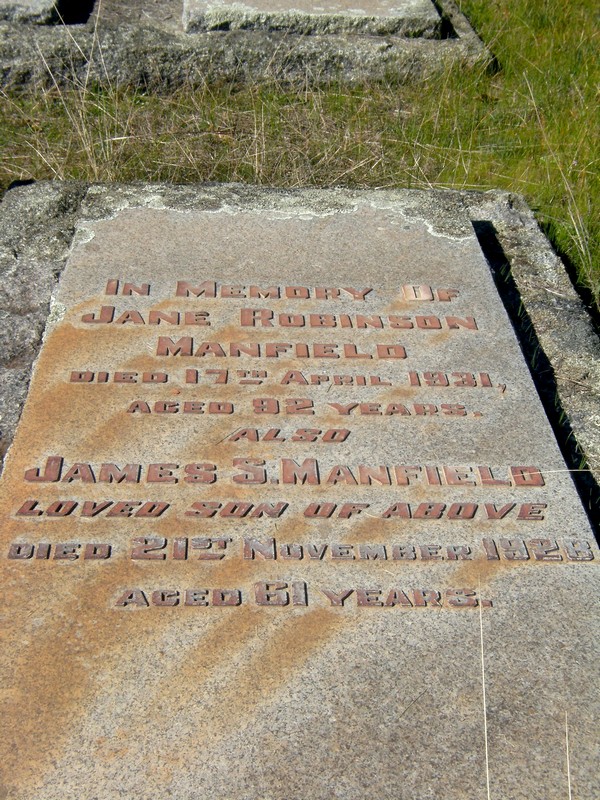 IN MEMORY OF
JANE ROBINSON
MANFIELD
DIED 17TH APRIL 1931,
AGED 92 YEARS.
ALSO
JAMES S. MANFIELD
LOVED SON OF ABOVE
DIED 21ST NOVEMBER 1928
AGED 61 YEARS.